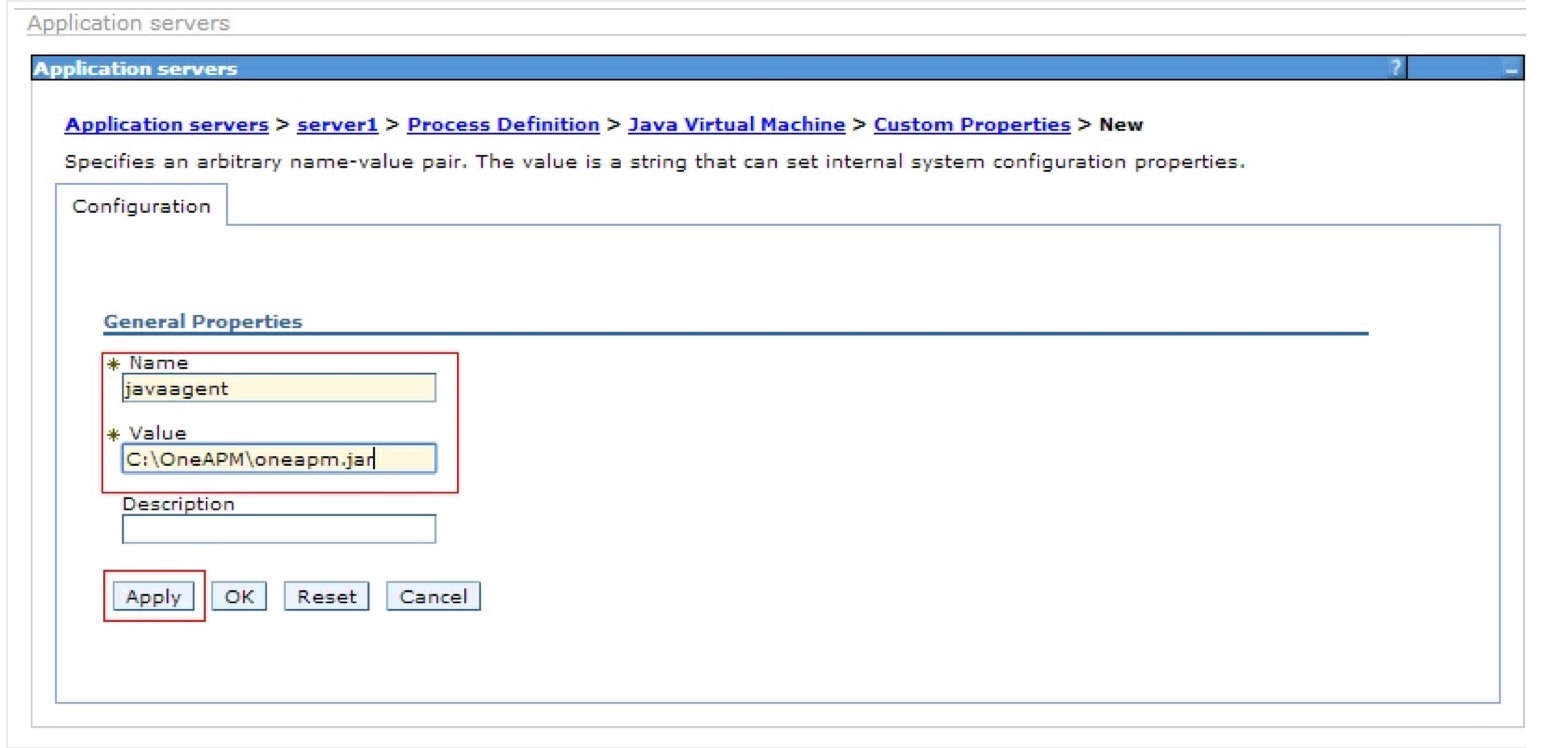 Application servers
Application servers ? –
Application servers > server1 > Process Definition > Java Virtual Machine > Custom Properties > New
Specifies an arbitrary name-value pair. The value is a string that can set internal system configuration properties.
Configuration
General Properties
* Name
javaagent
* Value
C:\OneAPM\oneapm.jar
Description
Apply OK Reset Cancel